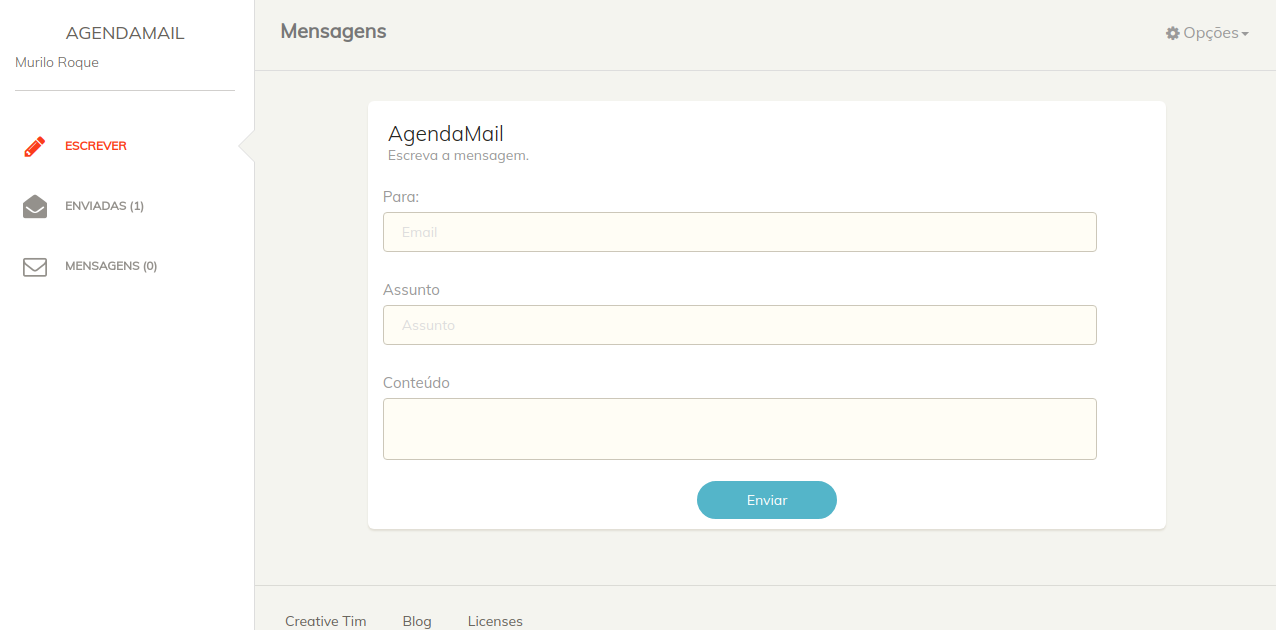 AGENDAMAIL
Murilo Roque
ESCREVER
ENVIADAS (1)
MENSAGENS (0)
Mensagens
Opções
AgendaMail
Escreva a mensagem.
Para:
Email
Assunto
Assunto
Conteúdo
Enviar
Creative Tim Blog Licenses